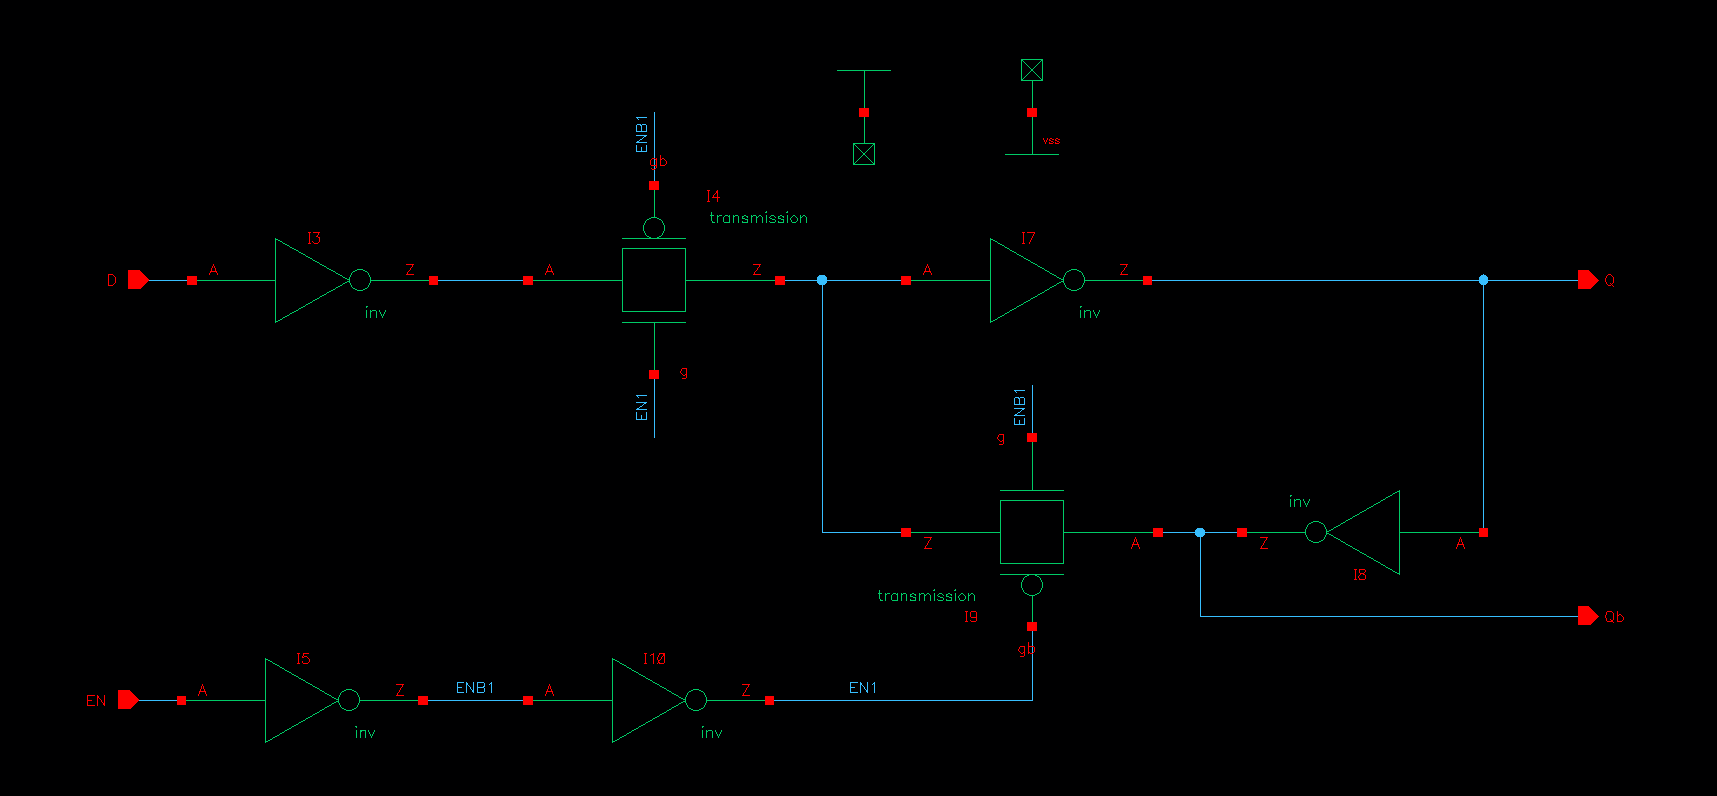 ENB1
gb
vss
I4
transmission
I3
I7
D
A
Z
A
Z
A
Z
Q
inv
inv
g
EN1
ENB1
g
inv
Z
A
Z
A
I8
transmission
I9
Qb
gb
I5
I10
EN
A
Z
ENB1
A
Z
EN1
inv
inv